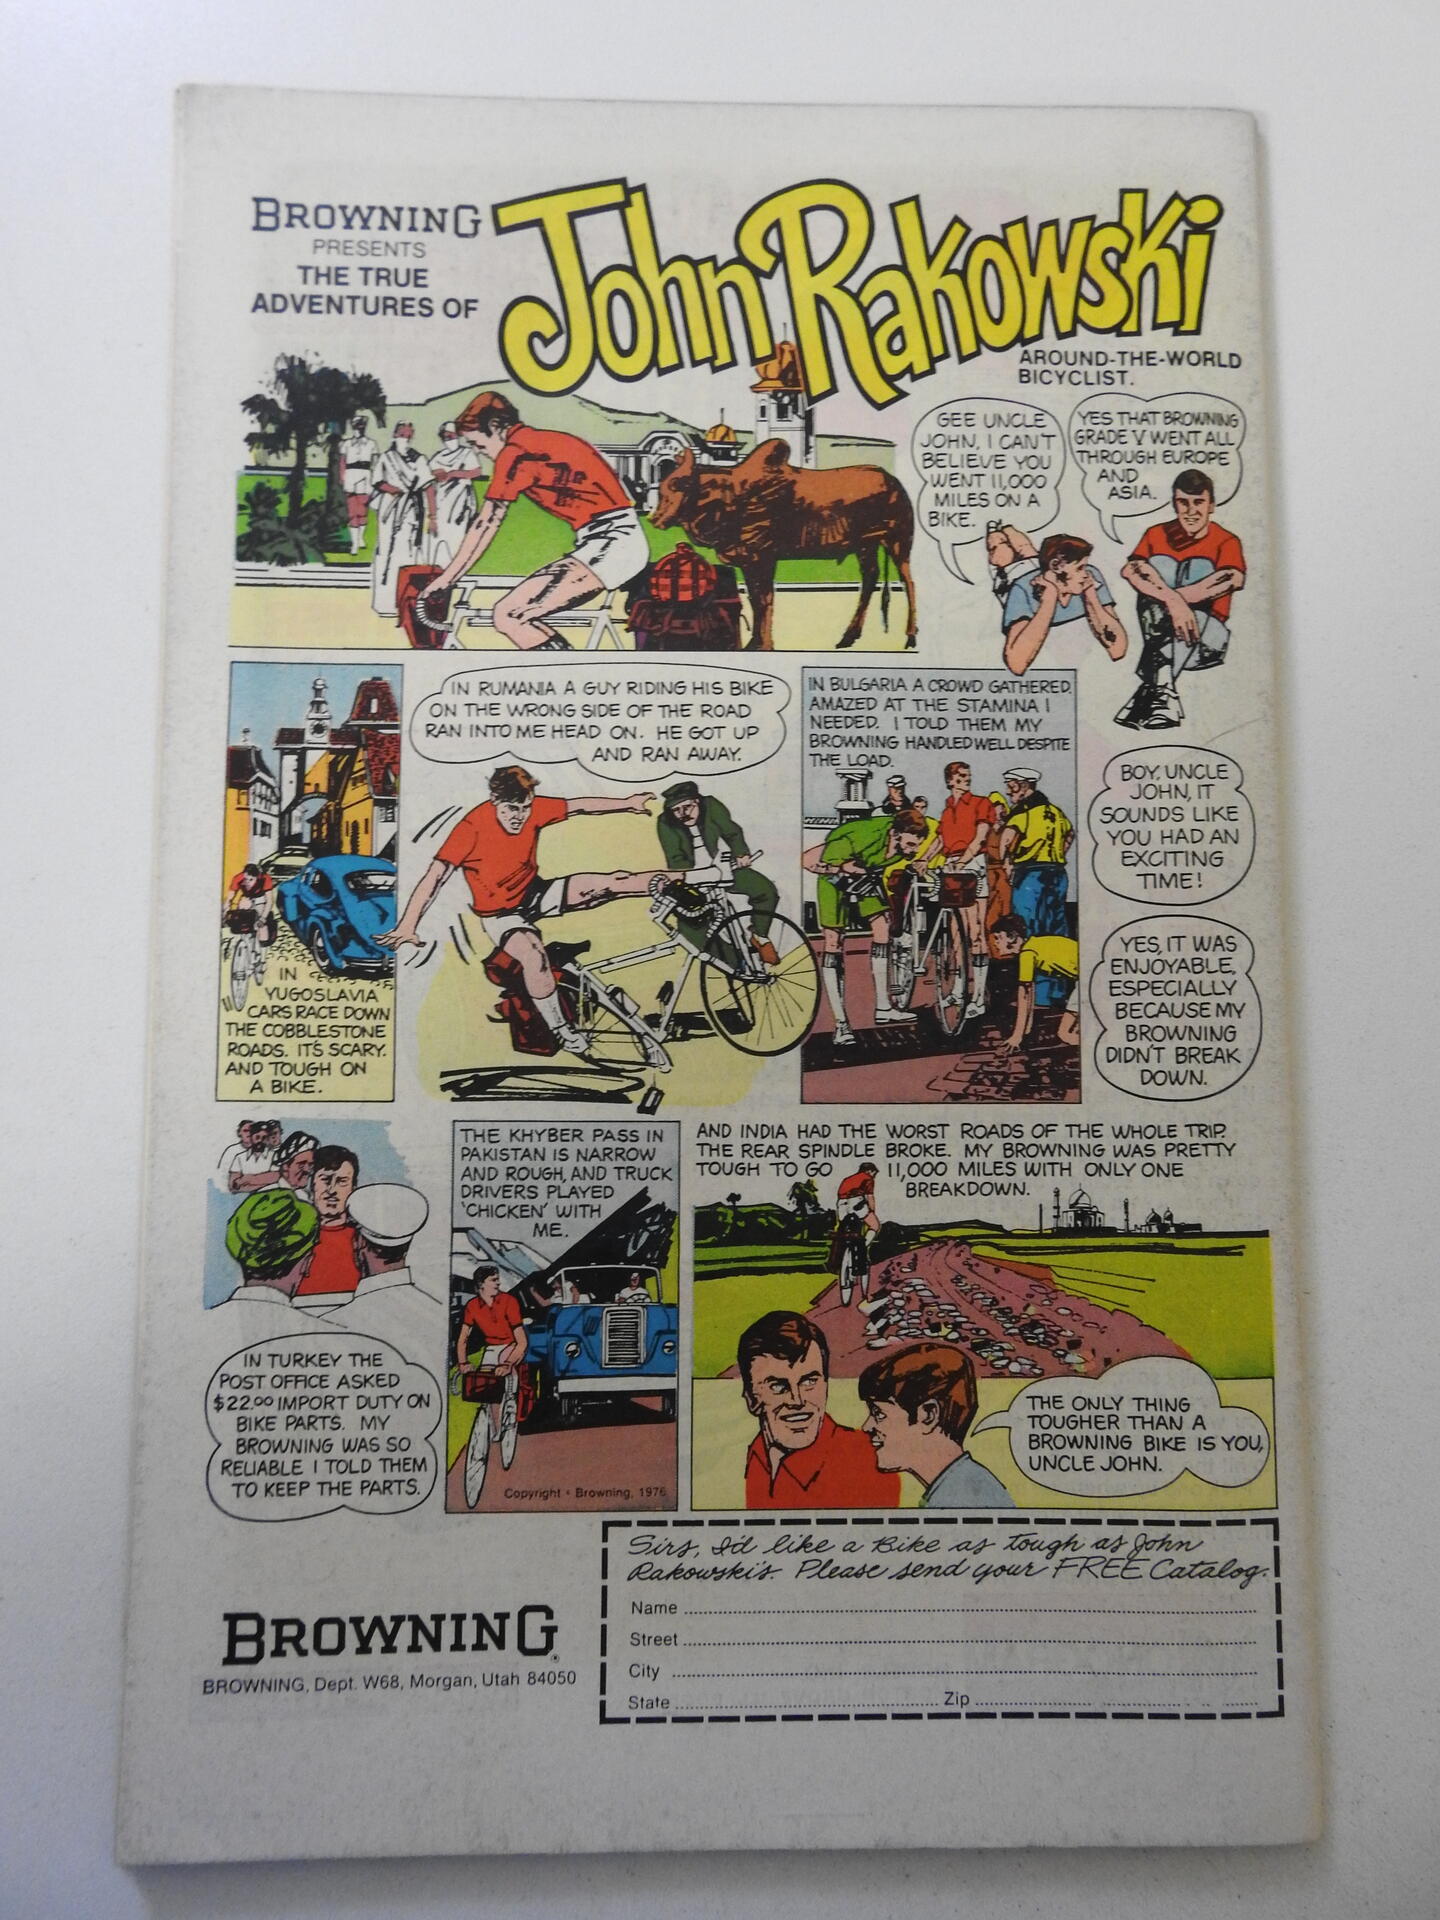 BROWNING
PRESENTS
THE TRUE
ADVENTURES OF
John Rakowski
AROUND-THE-WORLD
BICYCLIST.
GEE UNCLE
JOHN, I CAN'T
BELIEVE YOU
WENT 11,000
MILES ON A
BIKE.
YES THAT BROWNING
GRADE V WENT ALL
THROUGH EUROPE
AND
ASIA.
IN
YUGOSLAVIA
CARS RACE DOWN
THE COBBLESTONE
ROADS. IT'S SCARY.
AND TOUGH ON
A BIKE.
IN RUMANIA A GUY RIDING HIS BIKE
ON THE WRONG SIDE OF THE ROAD
RAN INTO ME HEAD ON. HE GOT UP
AND RAN AWAY.
IN BULGARIA A CROWD GATHERED,
AMAZED AT THE STAMINA I
NEEDED. I TOLD THEM MY
BROWNING HANDLED WELL DESPITE
THE LOAD.
BOY, UNCLE
JOHN, IT
SOUNDS LIKE
YOU HAD AN
EXCITING
TIME!
YES, IT WAS
ENJOYABLE,
ESPECIALLY
BECAUSE MY
BROWNING
DIDN'T BREAK
DOWN.
IN TURKEY THE
POST OFFICE ASKED
$22.00 IMPORT DUTY ON
BIKE PARTS. MY
BROWNING WAS SO
RELIABLE I TOLD THEM
TO KEEP THE PARTS.
THE KHYBER PASS IN
PAKISTAN IS NARROW
AND ROUGH, AND TRUCK
DRIVERS PLAYED
'CHICKEN' WITH
ME.
Copyright • Browning, 1976
AND INDIA HAD THE WORST ROADS OF THE WHOLE TRIP.
THE REAR SPINDLE BROKE. MY BROWNING WAS PRETTY
TOUGH TO GO 11,000 MILES WITH ONLY ONE
BREAKDOWN.
THE ONLY THING
TOUGHER THAN A
BROWNING BIKE IS YOU,
UNCLE JOHN.
Sirs, I'd like a Bike as tough as John
Rakowski's. Please send your FREE Catalog.
Name
Street
City
State Zip
BROWNING®
BROWNING, Dept. W68, Morgan, Utah 84050